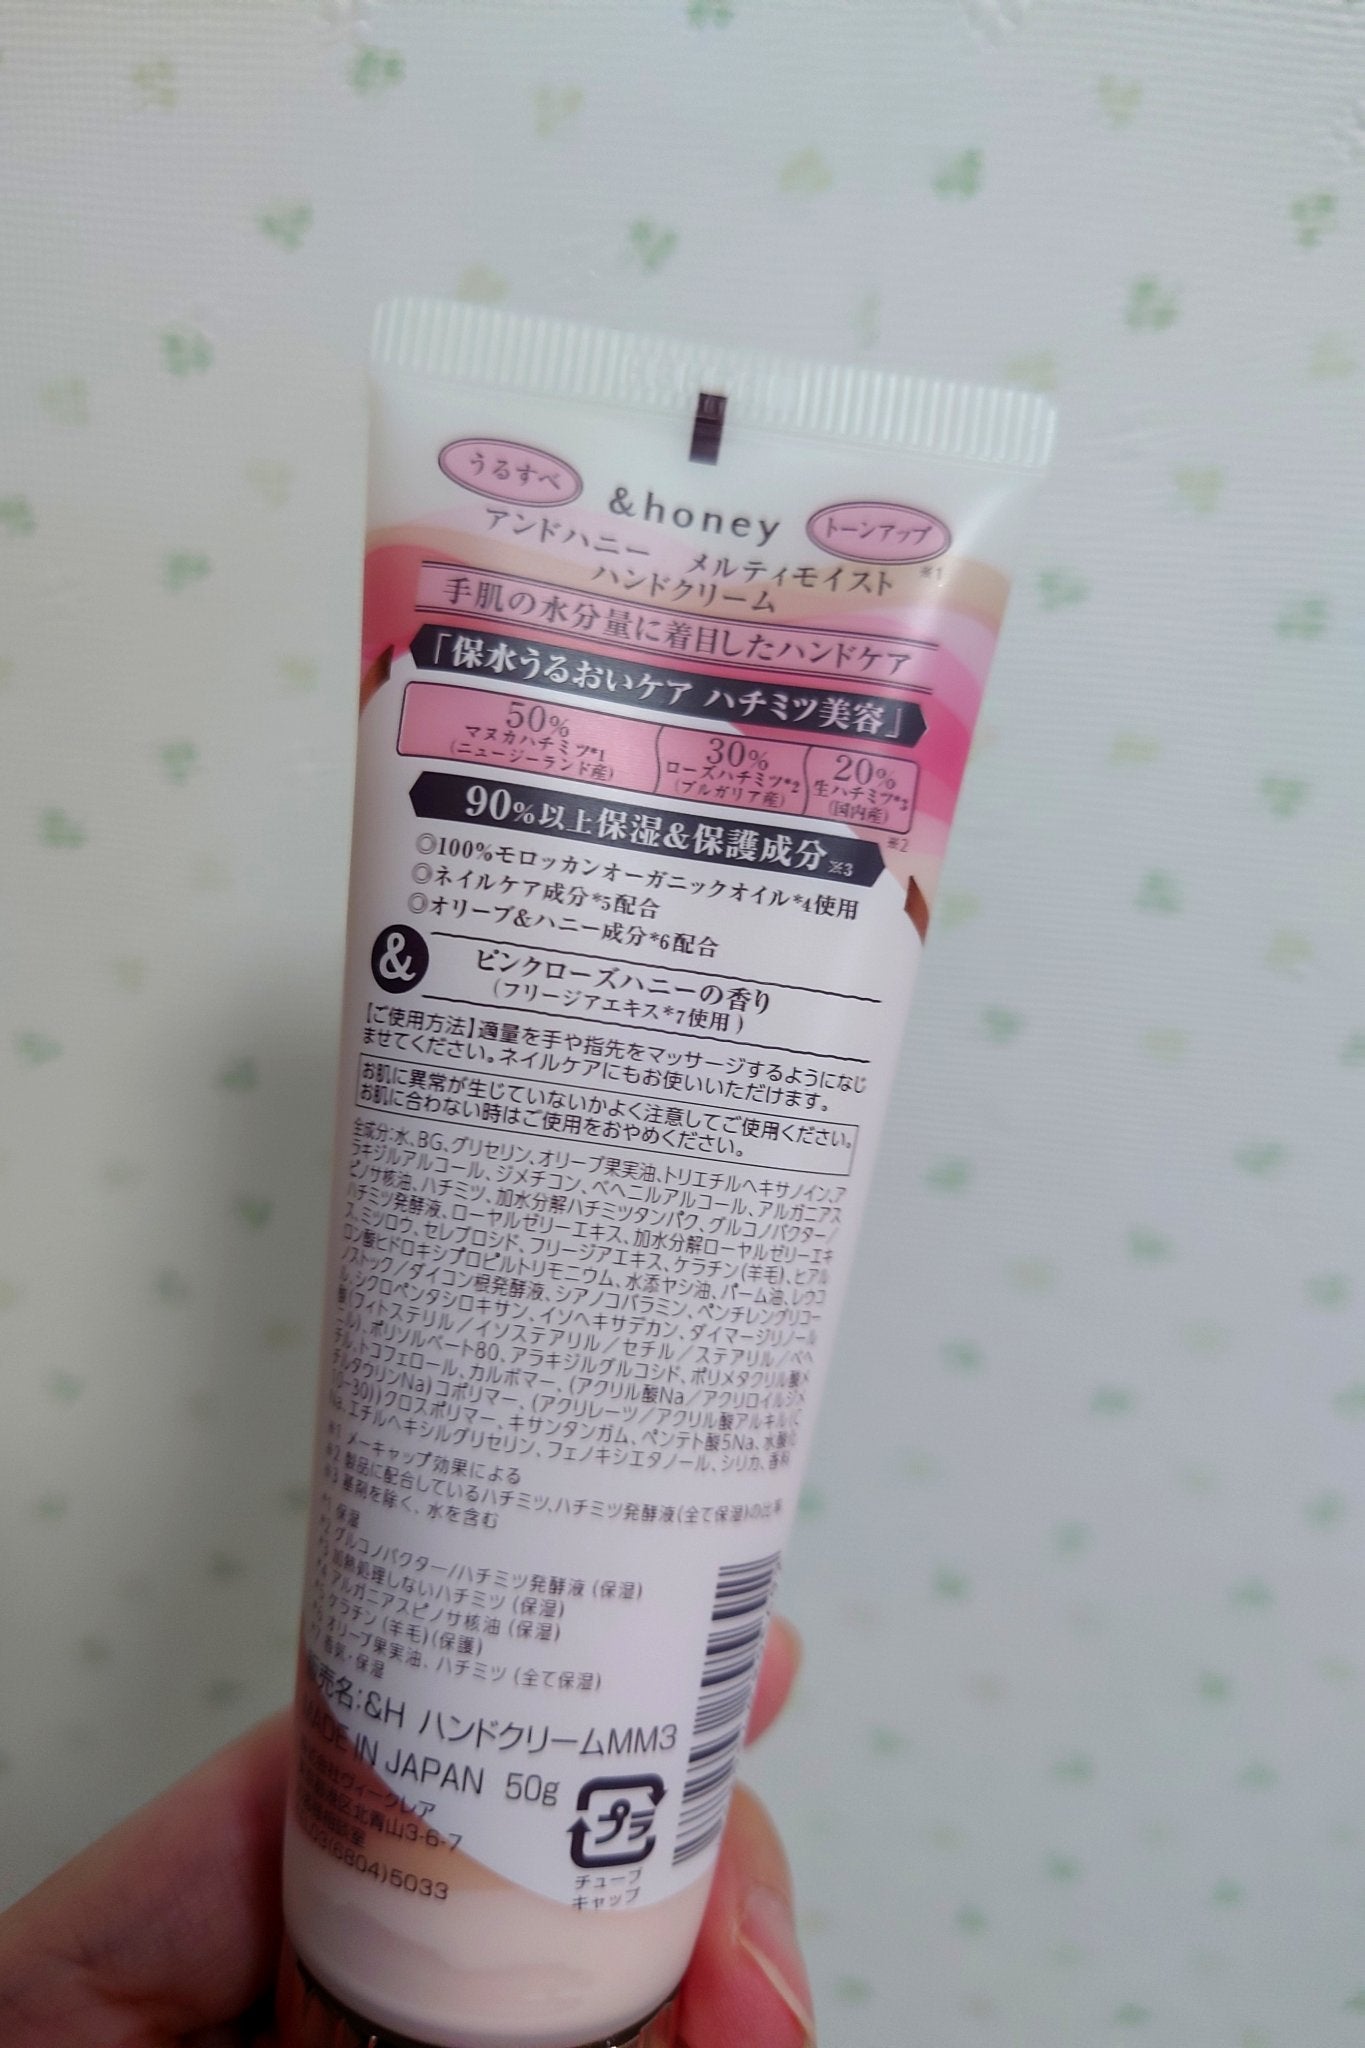 うるすべ
&honey
トーンアップ
※1
アンドハニー メルティモイスト
ハンドクリーム
手肌の水分量に着目したハンドケア
「保水うるおいケア ハチミツ美容」
50%
マヌカハチミツ*1
(ニュージーランド産)
30%
ローズハチミツ*2
(ブルガリア産)
20%
生ハチミツ*3
(国内産)
※2
90%以上保湿&保護成分※3
◎100%モロッカンオーガニックオイル*4使用
◎ネイルケア成分*5配合
◎オリーブ&ハニー成分*6配合
&
ピンクローズハニーの香り
(フリージアエキス*7使用)
【ご使用方法】適量を手や指先をマッサージするようになじ
ませてください。ネイルケアにもお使いいただけます。
お肌に異常が生じていないかよく注意してご使用ください。
お肌に合わない時はご使用をおやめください。
全成分:水、BG、グリセリン、オリーブ果実油、トリエチルヘキサノイン、ア
ラキジルアルコール、ジメチコン、ベヘニルアルコール、アルガニアス
ピノサ核油、ハチミツ、加水分解ハチミツタンパク、グルコノバクター/
ハチミツ発酵液、ローヤルゼリーエキス、加水分解ローヤルゼリーエキ
ス、ミツロウ、セレブロシド、フリージアエキス、ケラチン(羊毛)、ヒアル
ロン酸ヒドロキシプロピルトリモニウム、水添ヤシ油、パーム油、レウコ
ノストック/ダイコン根発酵液、シアノコバラミン、ペンチレングリコー
ル、シクロペンタシロキサン、イソヘキサデカン、ダイマージリノール
酸(フィトステリル/イソステアリル/セチル/ステアリル/ベヘ
ニル)、ポリソルベート80、アラキジルグルコシド、ポリメタクリル酸メ
チル、トコフェロール、カルボマー、(アクリル酸Na/アクリロイルジメ
チルタウリンNa)コポリマー、(アクリレーツ/アクリル酸アルキル(C
10-30))クロスポリマー、キサンタンガム、ペンテト酸5Na、水酸化
Na、エチルヘキシルグリセリン、フェノキシエタノール、シリカ、香料
※1 メーキャップ効果による
※2 製品に配合しているハチミツ、ハチミツ発酵液(全て保湿)の比率
※3 基剤を除く、水を含む
*1 保湿
*2 グルコノバクター/ハチミツ発酵液 (保湿)
*3 加熱処理しないハチミツ (保湿)
*4 アルガニアスピノサ核油 (保湿)
*5 ケラチン (羊毛) (保護)
*6 オリーブ果実油、ハチミツ (全て保湿)
*7 香気・保湿
販売名:&H ハンドクリームMM3
MADE IN JAPAN 50g
株式会社ヴィークレア
港区北青山3-6-7
03(6804)5033
プラ
チューブ
キャップ